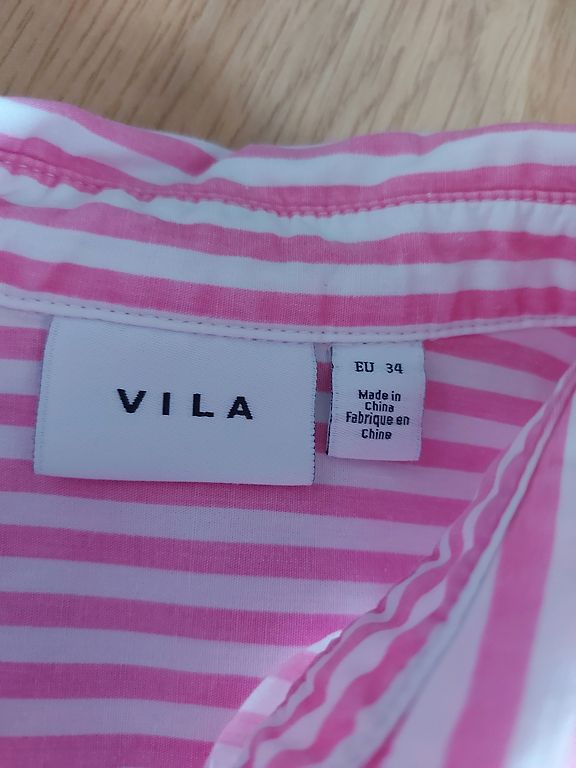 VILA
EU 34
Made in
China
Fabrique en
Chine